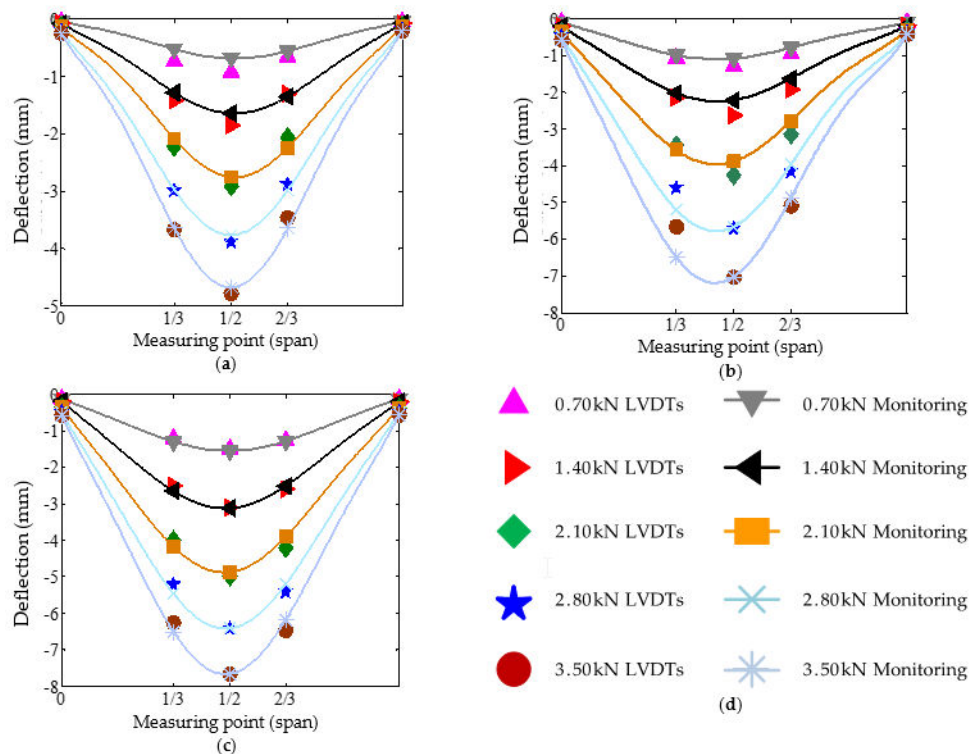 0
-1
-2
-3
-4
-5
Deflection (mm)
0 1/3 1/2 2/3
Measuring point (span)
(a)
0
-1
-2
-3
-4
-5
-6
-7
-8
Deflection (mm)
0 1/3 1/2 2/3
Measuring point (span)
(b)
0
-1
-2
-3
-4
-5
-6
-7
-8
Deflection (mm)
0 1/3 1/2 2/3
Measuring point (span)
(c)
0.70kN LVDTs 0.70kN Monitoring
1.40kN LVDTs 1.40kN Monitoring
2.10kN LVDTs 2.10kN Monitoring
2.80kN LVDTs 2.80kN Monitoring
3.50kN LVDTs 3.50kN Monitoring
(d)